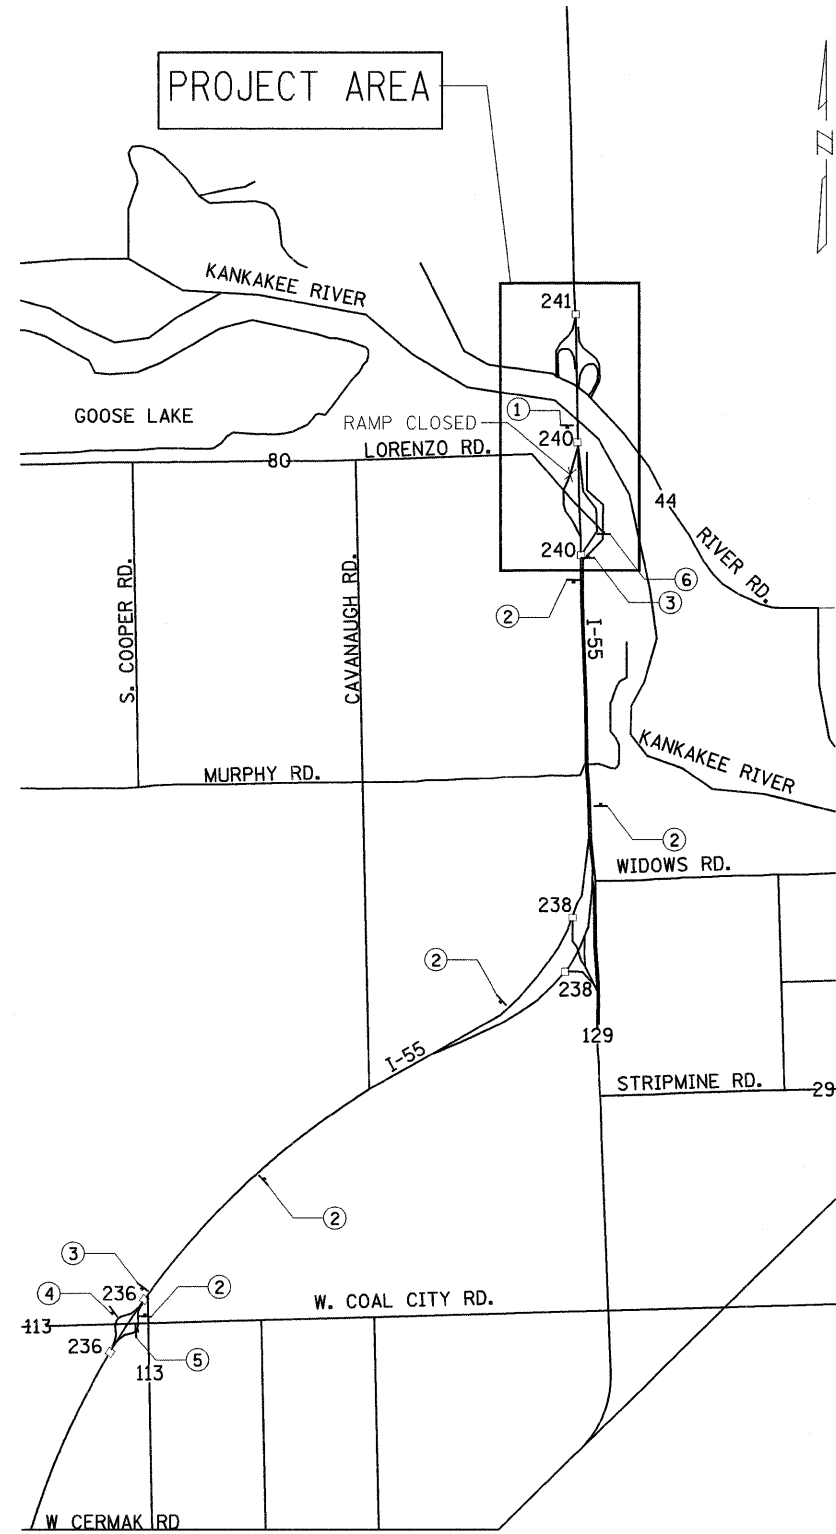 PROJECT AREA
N
KANKAKEE RIVER
241
GOOSE LAKE
1
RAMP CLOSED
240
LORENZO RD.
80
44
RIVER RD.
240
6
3
2
I-55
S. COOPER RD.
CAVANAUGH RD.
KANKAKEE RIVER
MURPHY RD.
2
WIDOWS RD.
238
2
238
129
I-55
STRIPMINE RD.
29
2
3
4
236
2
W. COAL CITY RD.
113
236
5
113
W CERMAK RD